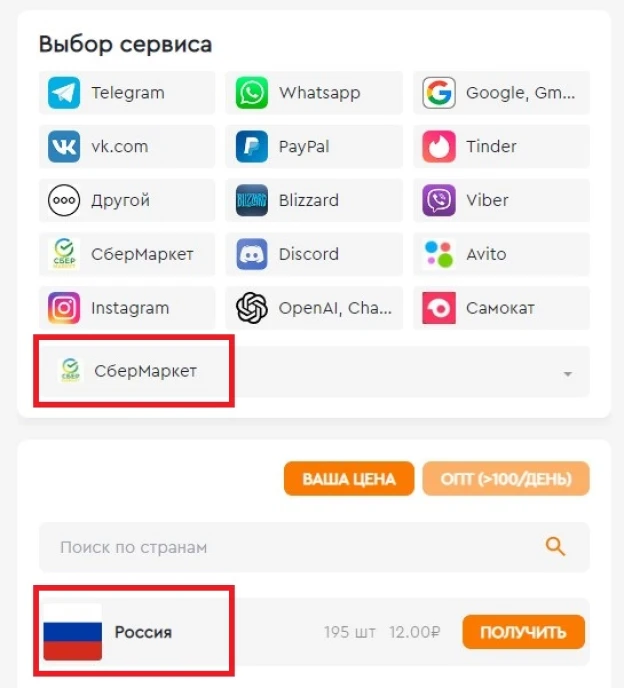 Выбор сервиса
Telegram Whatsapp Google, Gm...
vk.com PayPal Tinder
Другой Blizzard Viber
СберМаркет Discord Avito
Instagram OpenAI, Cha... Самокат
СберМаркет
ВАША ЦЕНА ОПТ (>100/ДЕНЬ)
Поиск по странам
Россия 195 шт 12.00₽ ПОЛУЧИТЬ